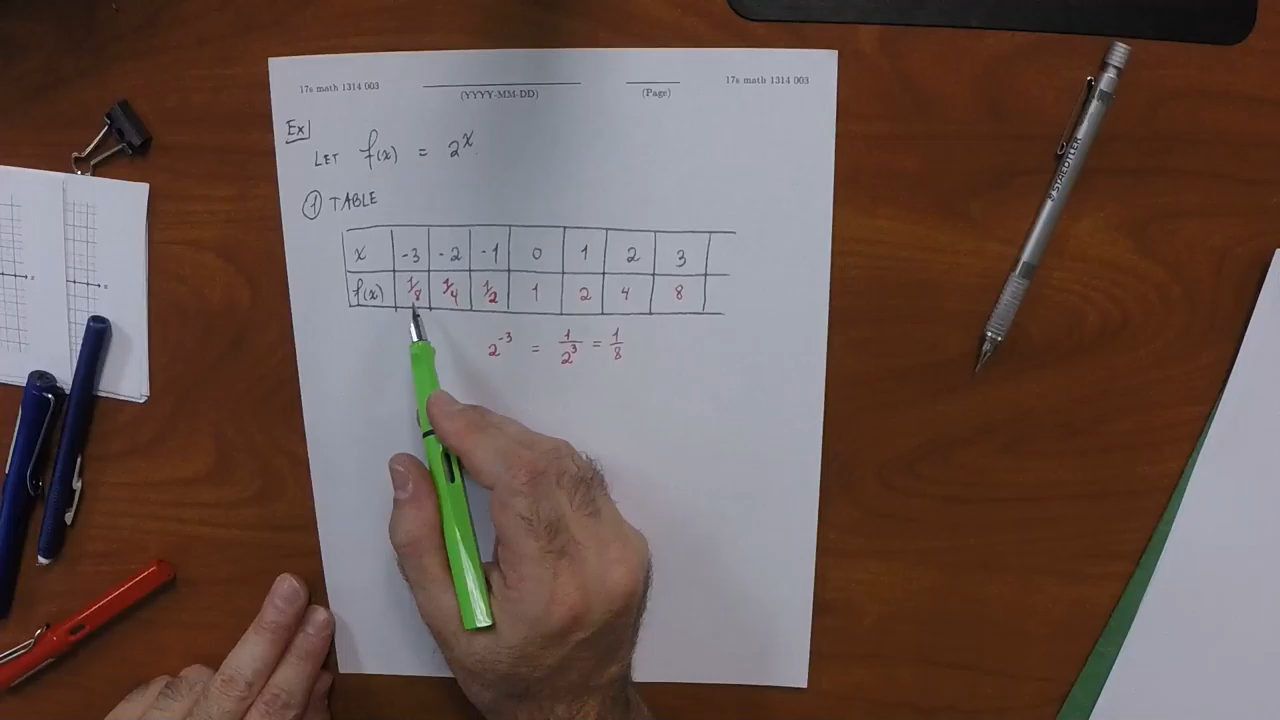 17s math 1314 003
(YYYY-MM-DD)
(Page)
17s math 1314 003
Ex
LET f(x) = 2^x
① TABLE
x -3 -2 -1 0 1 2 3
f(x) 1/8 1/4 1/2 1 2 4 8
2^-3 = 1/2^3 = 1/8
STAEDTLER
x
x